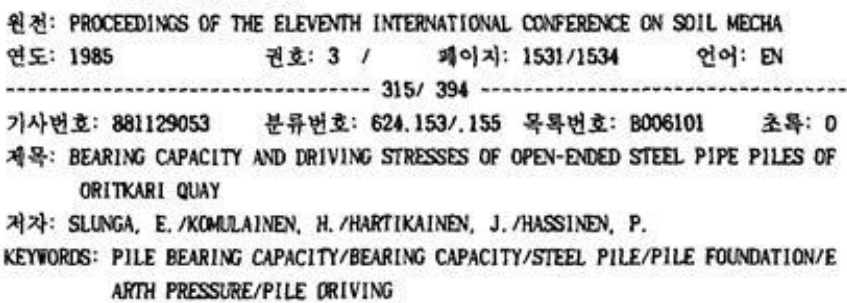 원전: PROCEEDINGS OF THE ELEVENTH INTERNATIONAL CONFERENCE ON SOIL MECHA
연도: 1985 권호: 3 / 페이지: 1531/1534 언어: EN
---------------------------------- 315/ 394 ----------------------------------
기사번호: 881129053 분류번호: 624.153/.155 목록번호: B006101 초록: 0
제목: BEARING CAPACITY AND DRIVING STRESSES OF OPEN-ENDED STEEL PIPE PILES OF
ORITKARI QUAY
저자: SLUNGA, E./KOMULAINEN, H./HARTIKAINEN, J./HASSINEN, P.
KEYWORDS: PILE BEARING CAPACITY/BEARING CAPACITY/STEEL PILE/PILE FOUNDATION/E
ARTH PRESSURE/PILE DRIVING